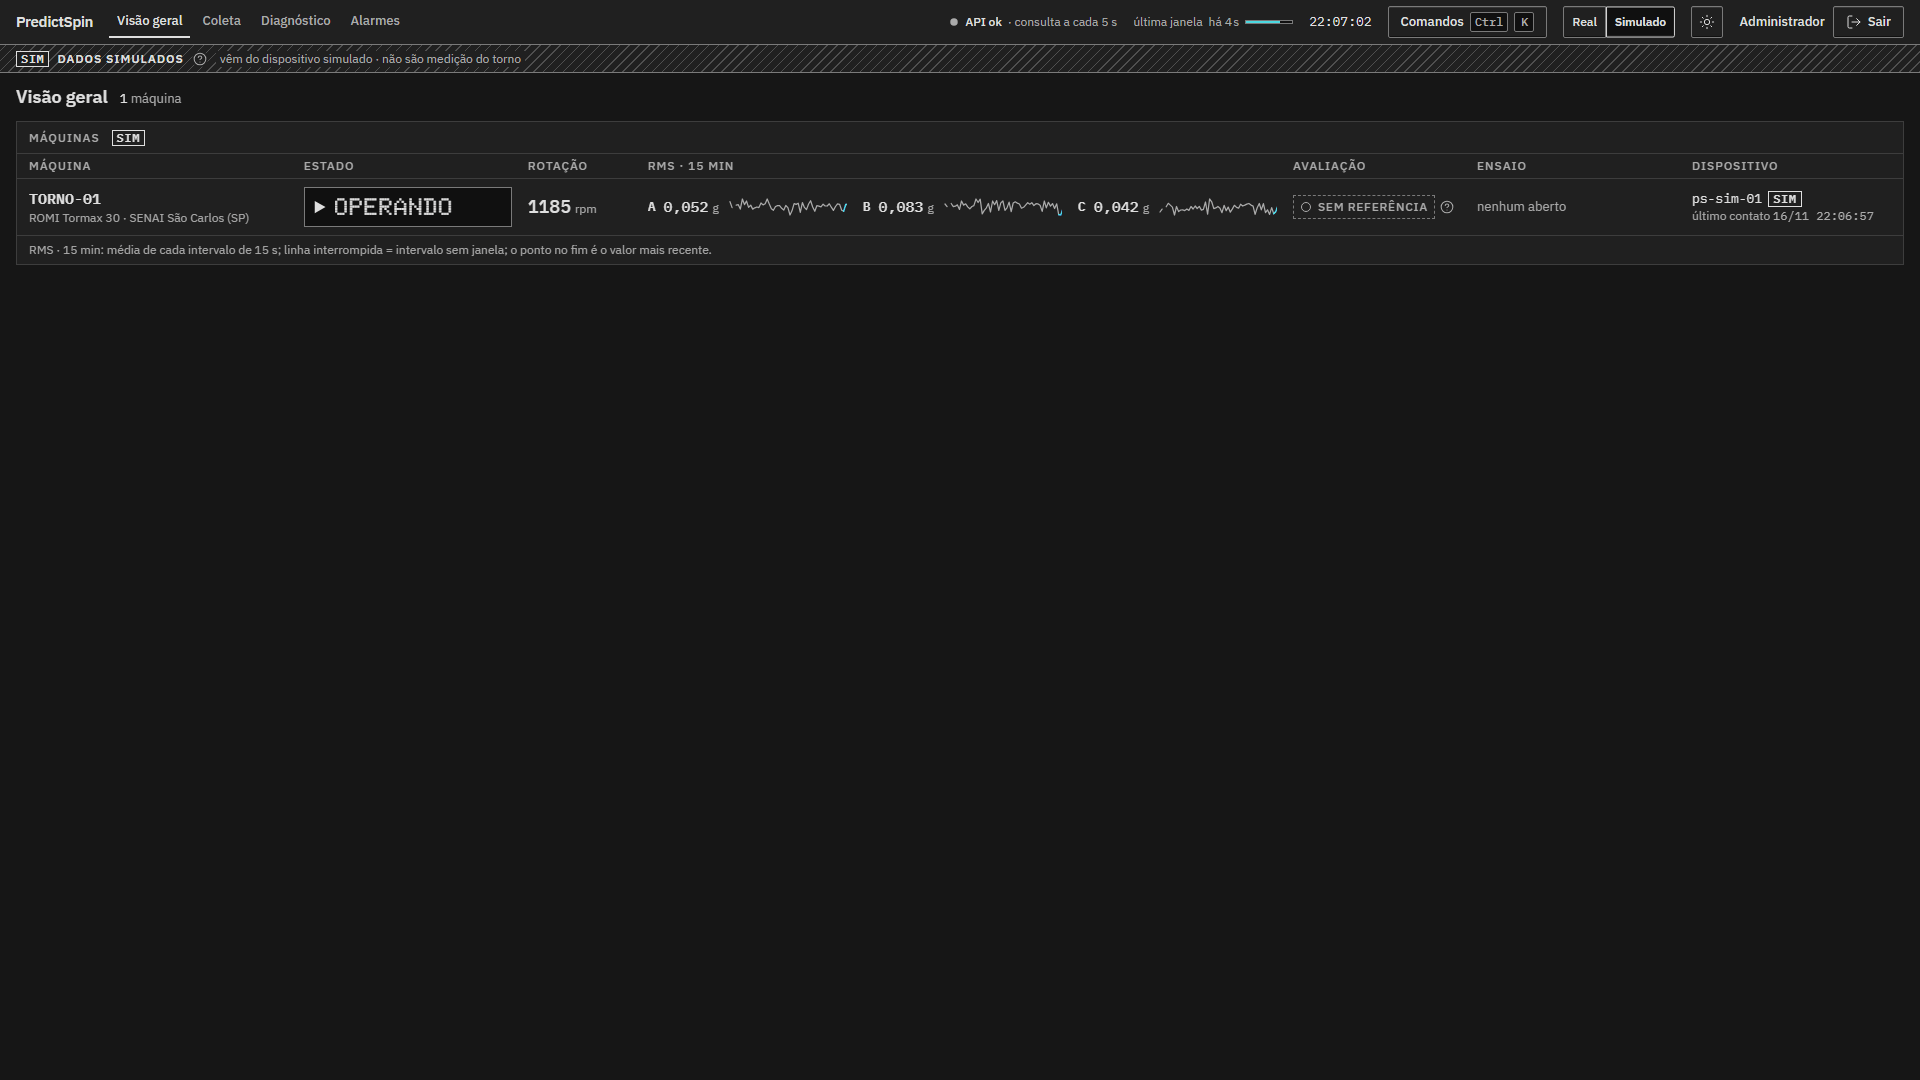 PredictSpin Visão geral Coleta Diagnóstico Alarmes API ok · consulta a cada 5 s última janela há 4 s 22:07:02 Comandos Ctrl K Real Simulado Administrador Sair
SIM DADOS SIMULADOS ? vêm do dispositivo simulado · não são medição do torno
Visão geral 1 máquina
MÁQUINAS SIM
MÁQUINA ESTADO ROTAÇÃO RMS · 15 MIN AVALIAÇÃO ENSAIO DISPOSITIVO
TORNO-01 OPERANDO 1185 rpm A 0,052 g B 0,083 g C 0,042 g SEM REFERÊNCIA ? nenhum aberto ps-sim-01 SIM
ROMI Tormax 30 · SENAI São Carlos (SP) último contato 16/11 22:06:57
RMS · 15 min: média de cada intervalo de 15 s; linha interrompida = intervalo sem janela; o ponto no fim é o valor mais recente.